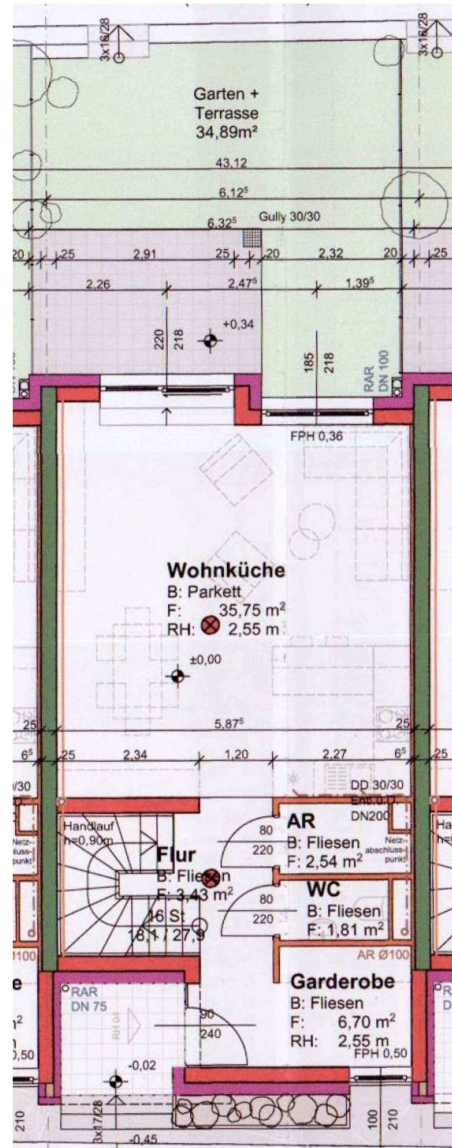 3x16/28
3x16/28
Garten +
Terrasse
34,89m²
43,12
6,12⁵
6,32⁵
Gully 30/30
20
25
2,91
25
20
2,32
20
25
2,26
2,47⁵
1,39⁵
+0,34
220
218
185
218
RAR
DN 100
FPH 0,36
Wohnküche
B: Parkett
F: 35,75 m²
RH: 2,55 m
±0,00
25
5,87⁵
25
6⁵
25
2,34
1,20
2,27
6⁵
25
DD 30/30
DN200
Handlauf
h=0,90m
80
220
AR
B: Fliesen
F: 2,54 m²
Netz-
abschluss-
punkt
Flur
B: Fliesen
F: 3,43 m²
16 S
18,1 / 27,9
80
220
WC
B: Fliesen
F: 1,81 m²
AR Ø100
RAR
DN 75
Garderobe
B: Fliesen
F: 6,70 m²
RH: 2,55 m
FPH 0,50
90
240
-0,02
3x17/28
-0,45
100
210
210